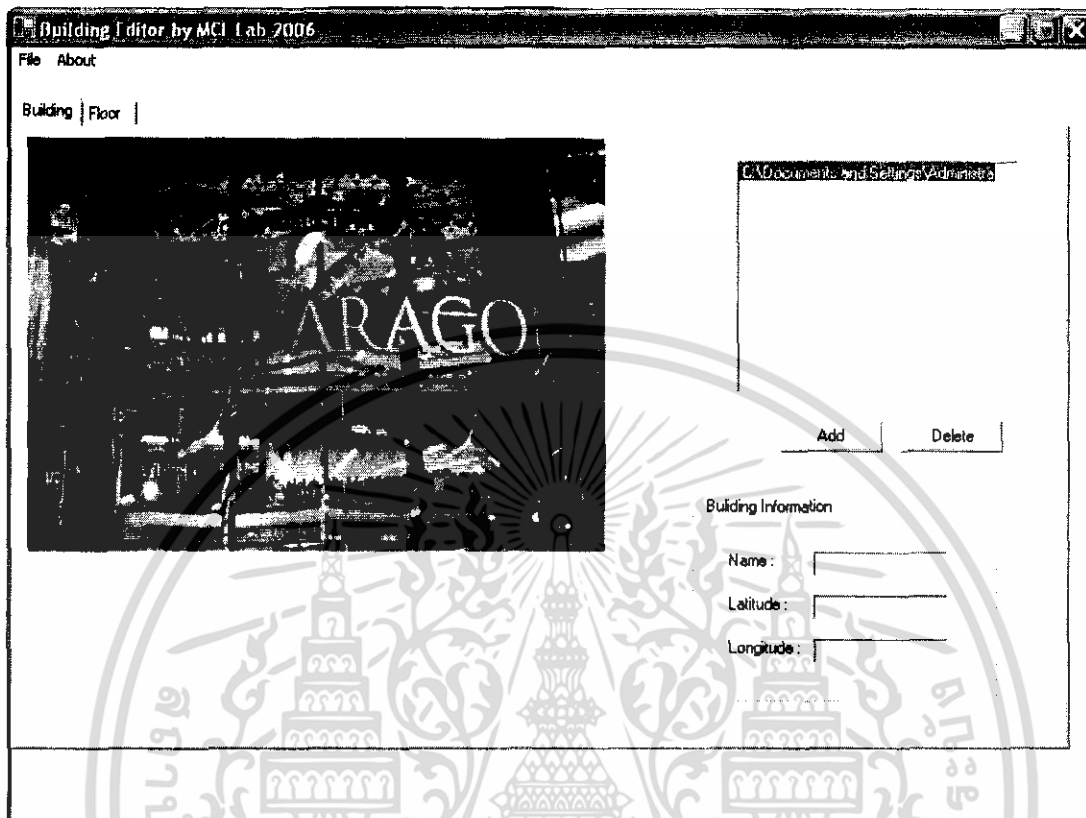 Building Editor by MCI Lab 2006
File About
Building Floor
ARAGO
C:\Documents and Settings\Administra
Add Delete
Building Information
Name :
Latitude :
Longitude :